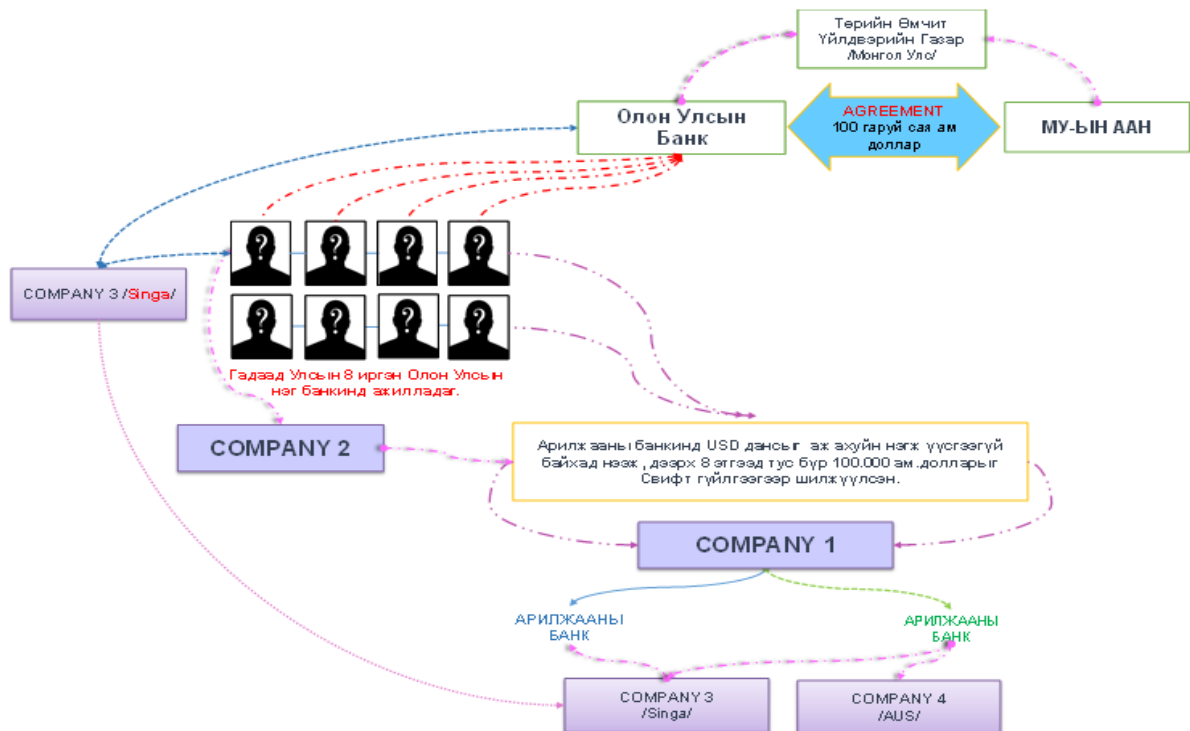 Төрийн Өмчит
Үйлдвэрийн Газар
/Монгол Улс/
Олон Улсын
Банк
AGREEMENT
100 гаруй сая ам
доллар
МУ-ЫН ААН
COMPANY 3 /Singa/
Гадаад Улсын 8 иргэн Олон Улсын
нэг банкинд ажилладаг.
COMPANY 2
Арилжааны банкинд USD дансыг аж ахуйн нэгж үүсгээгүй
байхад нээж, дээрх 8 этгээд тус бүр 100.000 ам.долларыг
Свифт гүйлгээгээр шилжүүлсэн.
COMPANY 1
АРИЛЖААНЫ
БАНК
АРИЛЖААНЫ
БАНК
COMPANY 3
/Singa/
COMPANY 4
/AUS/